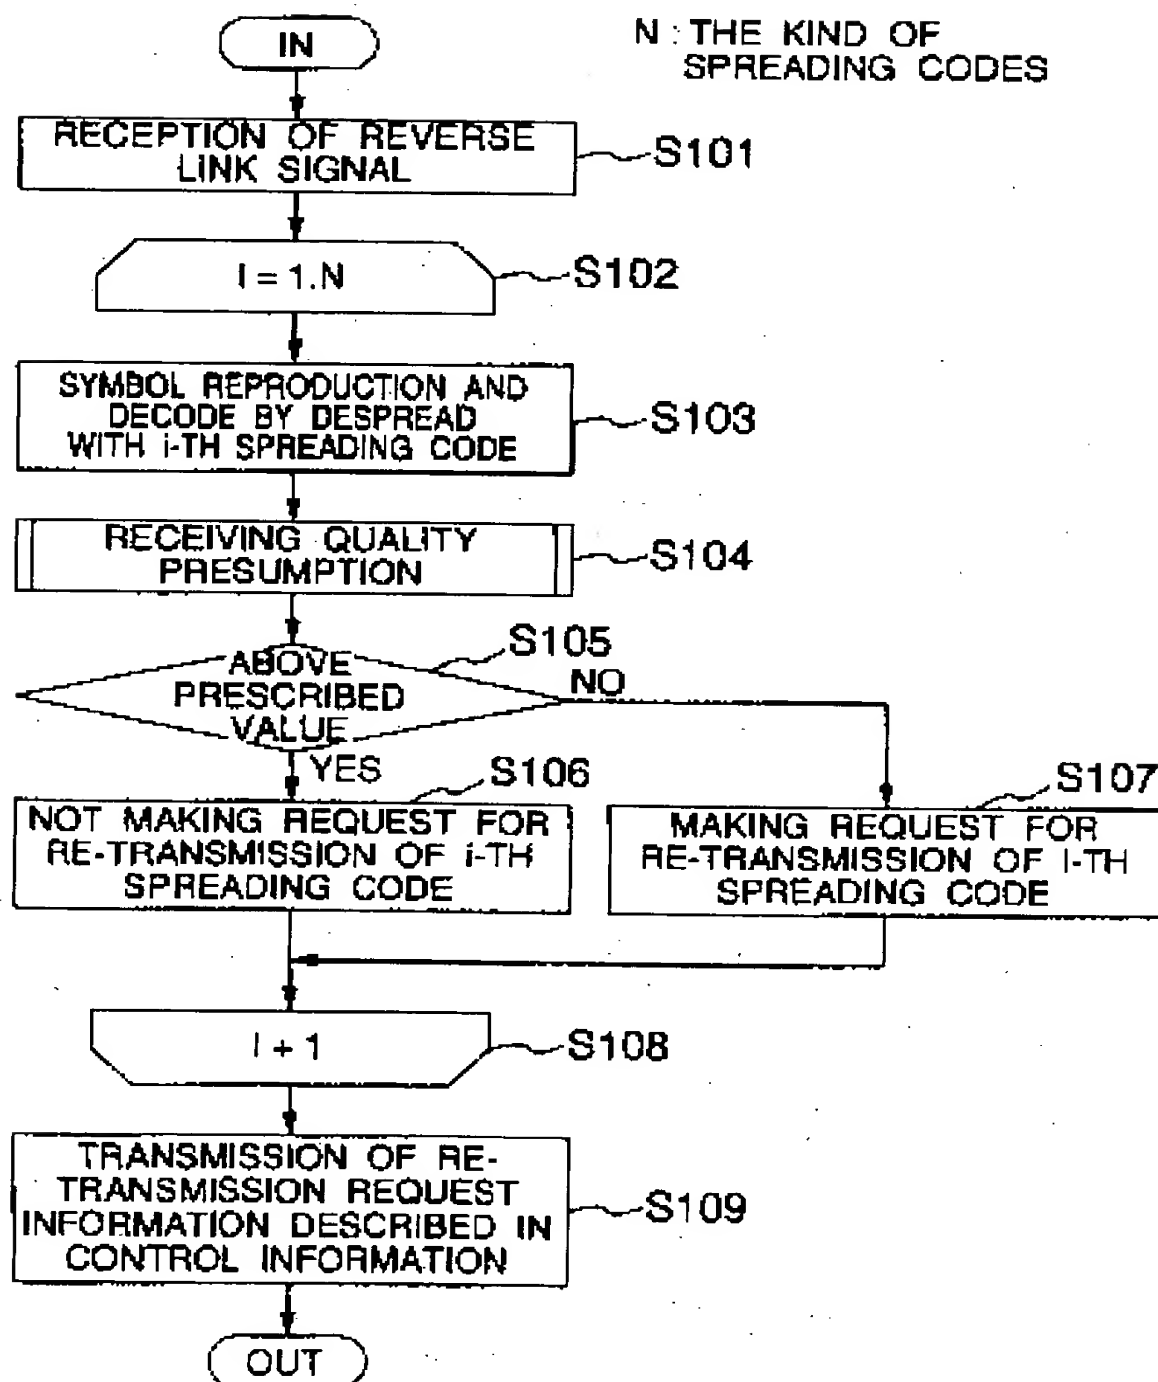 IN
N : THE KIND OF
SPREADING CODES
RECEPTION OF REVERSE
LINK SIGNAL
S101
I = 1.N
S102
SYMBOL REPRODUCTION AND
DECODE BY DESPREAD
WITH i-TH SPREADING CODE
S103
RECEIVING QUALITY
PRESUMPTION
S104
S105
ABOVE
PRESCRIBED
VALUE
NO
YES
S106
S107
NOT MAKING REQUEST FOR
RE-TRANSMISSION OF i-TH
SPREADING CODE
MAKING REQUEST FOR
RE-TRANSMISSION OF I-TH
SPREADING CODE
I + 1
S108
TRANSMISSION OF RE-
TRANSMISSION REQUEST
INFORMATION DESCRIBED IN
CONTROL INFORMATION
S109
OUT